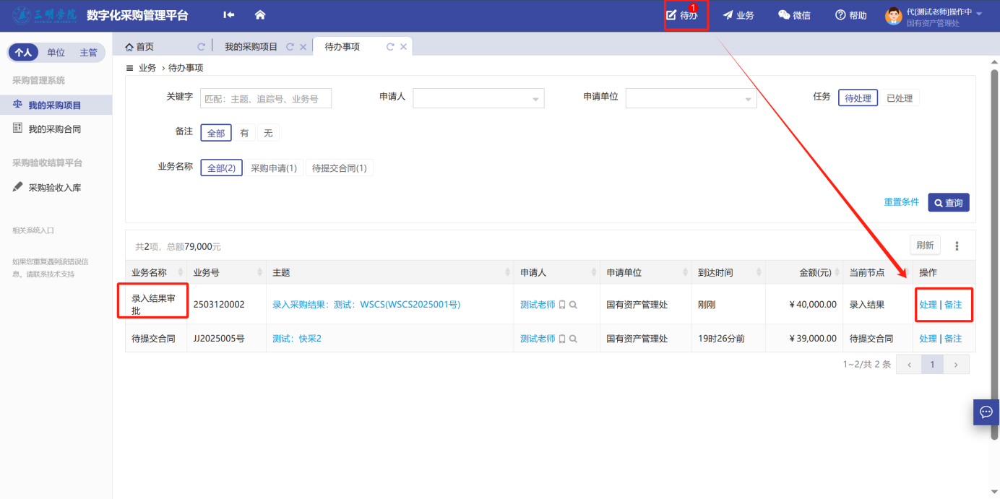 三明学院 数字化采购管理平台 待办 1 业务 微信 帮助 代[测试老师]操作中
国有资产管理处
个人 单位 主管
首页 我的采购项目 待办事项
业务 › 待办事项
采购管理系统
我的采购项目
我的采购合同
采购验收结算平台
采购验收入库
相关系统入口
如果您重复遇到该错误信
息，请联系技术支持
关键字 匹配：主题、追踪号、业务号 申请人 申请单位 任务 待处理 已处理
备注 全部 有 无
业务名称 全部(2) 采购申请(1) 待提交合同(1)
重置条件 查询
共2项，总额79,000元 刷新
业务名称 业务号 主题 申请人 申请单位 到达时间 金额(元) 当前节点 操作
录入结果审
批 2503120002 录入采购结果：测试：WSCS(WSCS2025001号) 测试老师 国有资产管理处 刚刚 ￥40,000.00 录入结果 处理 | 备注
待提交合同 JJ2025005号 测试：快采2 测试老师 国有资产管理处 19时26分前 ￥39,000.00 待提交合同 处理 | 备注
1~2/共 2 条 ‹ 1 ›